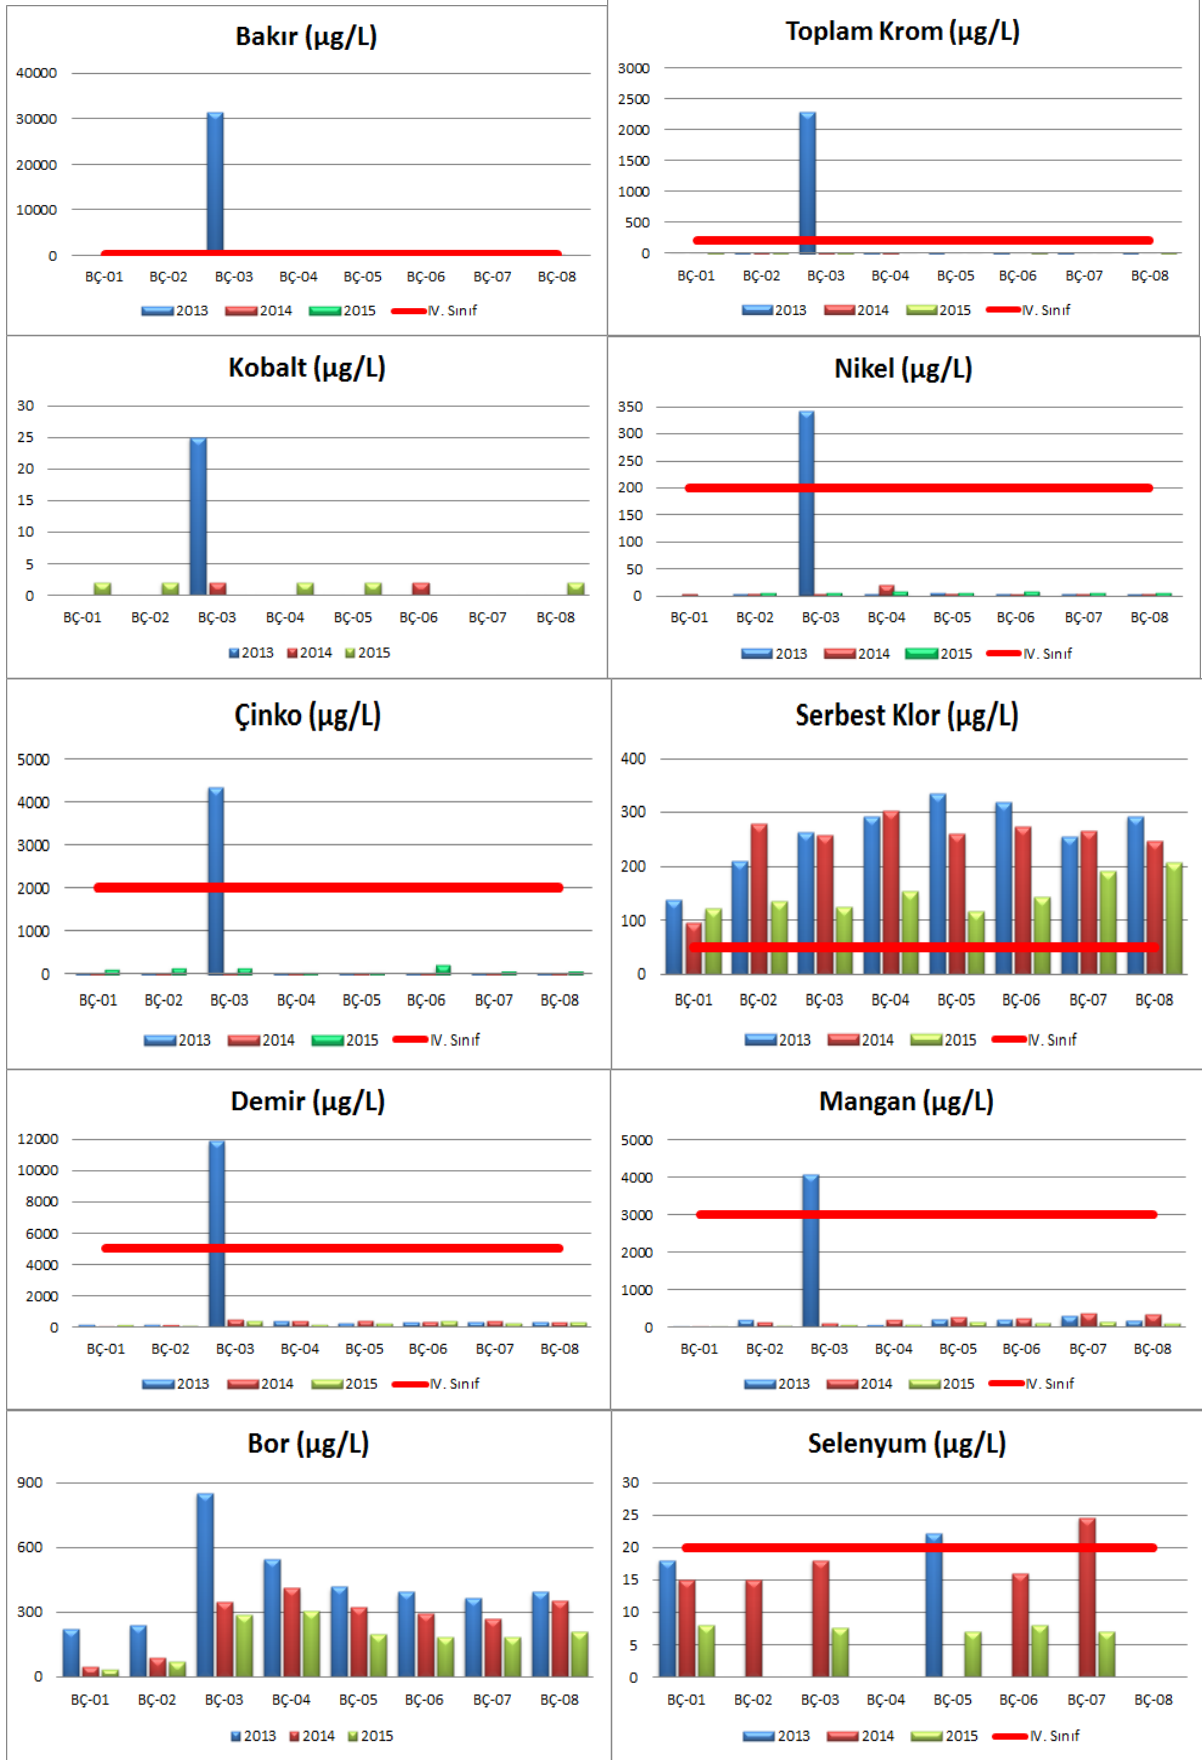 Bakır (µg/L)
40000
30000
20000
10000
0
BÇ-01 BÇ-02 BÇ-03 BÇ-04 BÇ-05 BÇ-06 BÇ-07 BÇ-08
2013 2014 2015 IV. Sınıf
Toplam Krom (µg/L)
3000
2500
2000
1500
1000
500
0
BÇ-01 BÇ-02 BÇ-03 BÇ-04 BÇ-05 BÇ-06 BÇ-07 BÇ-08
2013 2014 2015 IV. Sınıf
Kobalt (µg/L)
30
25
20
15
10
5
0
BÇ-01 BÇ-02 BÇ-03 BÇ-04 BÇ-05 BÇ-06 BÇ-07 BÇ-08
2013 2014 2015
Nikel (µg/L)
350
300
250
200
150
100
50
0
BÇ-01 BÇ-02 BÇ-03 BÇ-04 BÇ-05 BÇ-06 BÇ-07 BÇ-08
2013 2014 2015 IV. Sınıf
Çinko (µg/L)
5000
4000
3000
2000
1000
0
BÇ-01 BÇ-02 BÇ-03 BÇ-04 BÇ-05 BÇ-06 BÇ-07 BÇ-08
2013 2014 2015 IV. Sınıf
Serbest Klor (µg/L)
400
300
200
100
0
BÇ-01 BÇ-02 BÇ-03 BÇ-04 BÇ-05 BÇ-06 BÇ-07 BÇ-08
2013 2014 2015 IV. Sınıf
Demir (µg/L)
12000
10000
8000
6000
4000
2000
0
BÇ-01 BÇ-02 BÇ-03 BÇ-04 BÇ-05 BÇ-06 BÇ-07 BÇ-08
2013 2014 2015 IV. Sınıf
Mangan (µg/L)
5000
4000
3000
2000
1000
0
BÇ-01 BÇ-02 BÇ-03 BÇ-04 BÇ-05 BÇ-06 BÇ-07 BÇ-08
2013 2014 2015 IV. Sınıf
Bor (µg/L)
900
600
300
0
BÇ-01 BÇ-02 BÇ-03 BÇ-04 BÇ-05 BÇ-06 BÇ-07 BÇ-08
2013 2014 2015
Selenyum (µg/L)
30
25
20
15
10
5
0
BÇ-01 BÇ-02 BÇ-03 BÇ-04 BÇ-05 BÇ-06 BÇ-07 BÇ-08
2013 2014 2015 IV. Sınıf